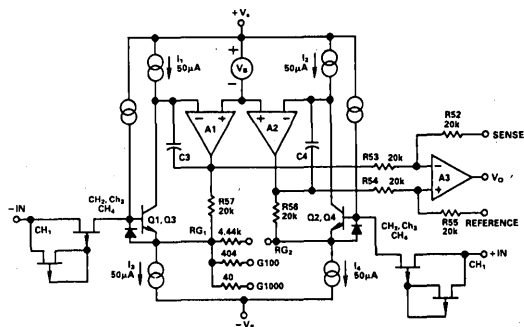 +Vs
I1
50μA
+
VB
−
I2
50μA
− +
A1
+ −
A2
C3
C4
R53
20k
R54
20k
R52
20k
SENSE
−
+
A3
VO
R55
20k
REFERENCE
R57
20k
R56
20k
CH2, Ch3
CH4
−IN
CH1
Q1, Q3
Q2, Q4
CH2, CH3
CH4
CH1
+IN
RG1
4.44k
RG2
404
G100
40
G1000
I3
50μA
I4
50μA
−Vs